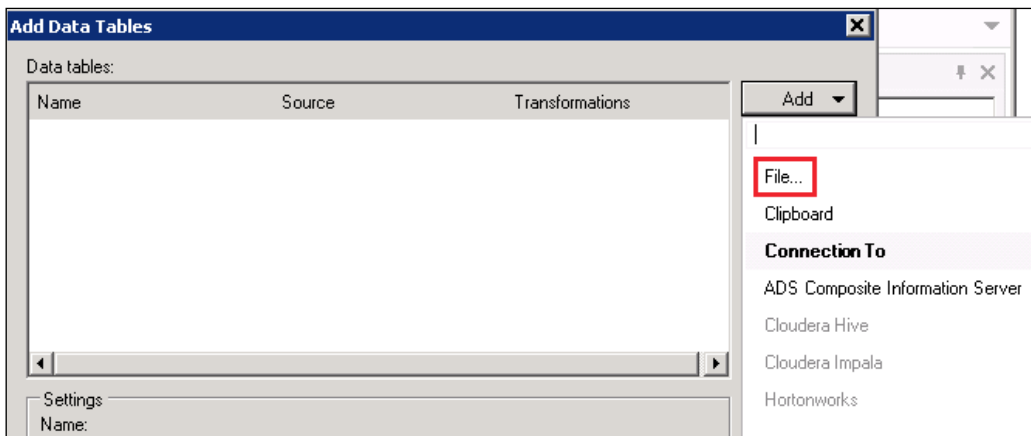 Add Data Tables
Data tables:
Name Source Transformations
Add
File...
Clipboard
Connection To
ADS Composite Information Server
Cloudera Hive
Cloudera Impala
Hortonworks
Settings
Name: